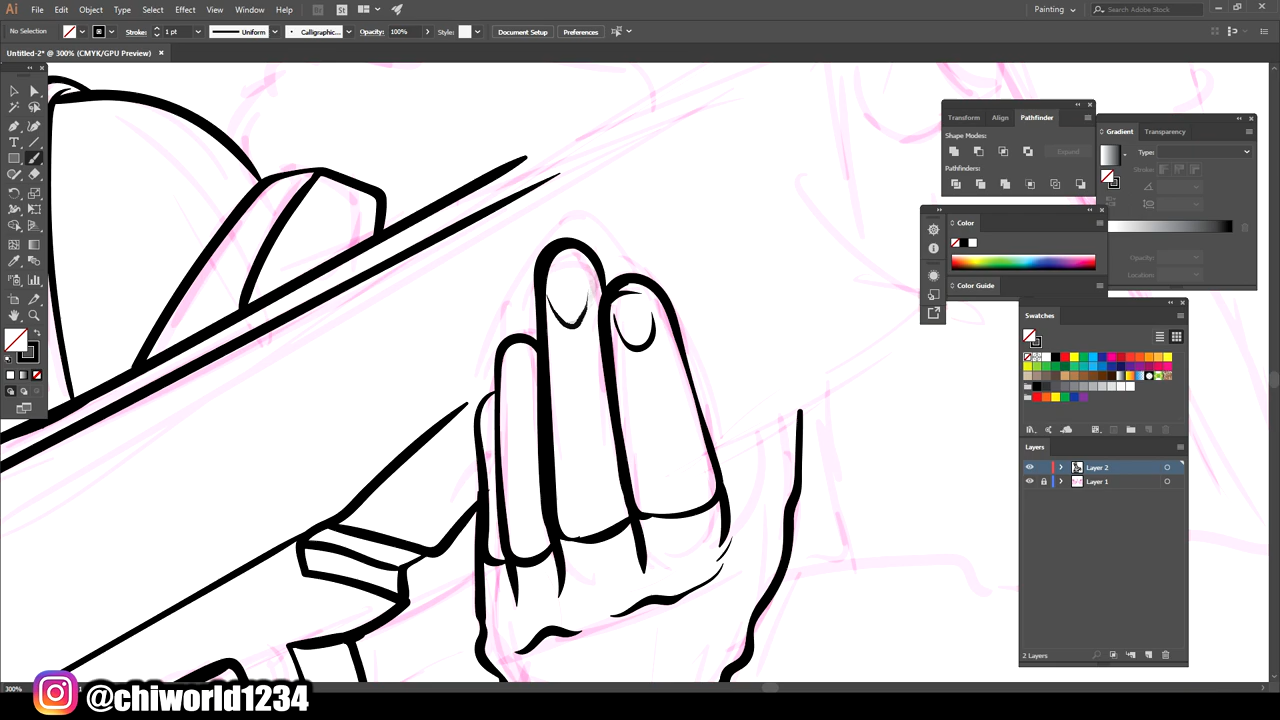 Ai File Edit Object Type Select Effect View Window Help Br St Painting Search Adobe Stock
No Selection Stroke: 1 pt Uniform Calligraphic... Opacity: 100% Style: Document Setup Preferences
Untitled-2* @ 300% (CMYK/GPU Preview)
Transform Align Pathfinder
Shape Modes:
Expand
Pathfinders:
Gradient Transparency
Type:
Stroke:
Opacity:
Location:
Color
Color Guide
Swatches
Layers
Layer 2
Layer 1
2 Layers
300%
@chiworld1234